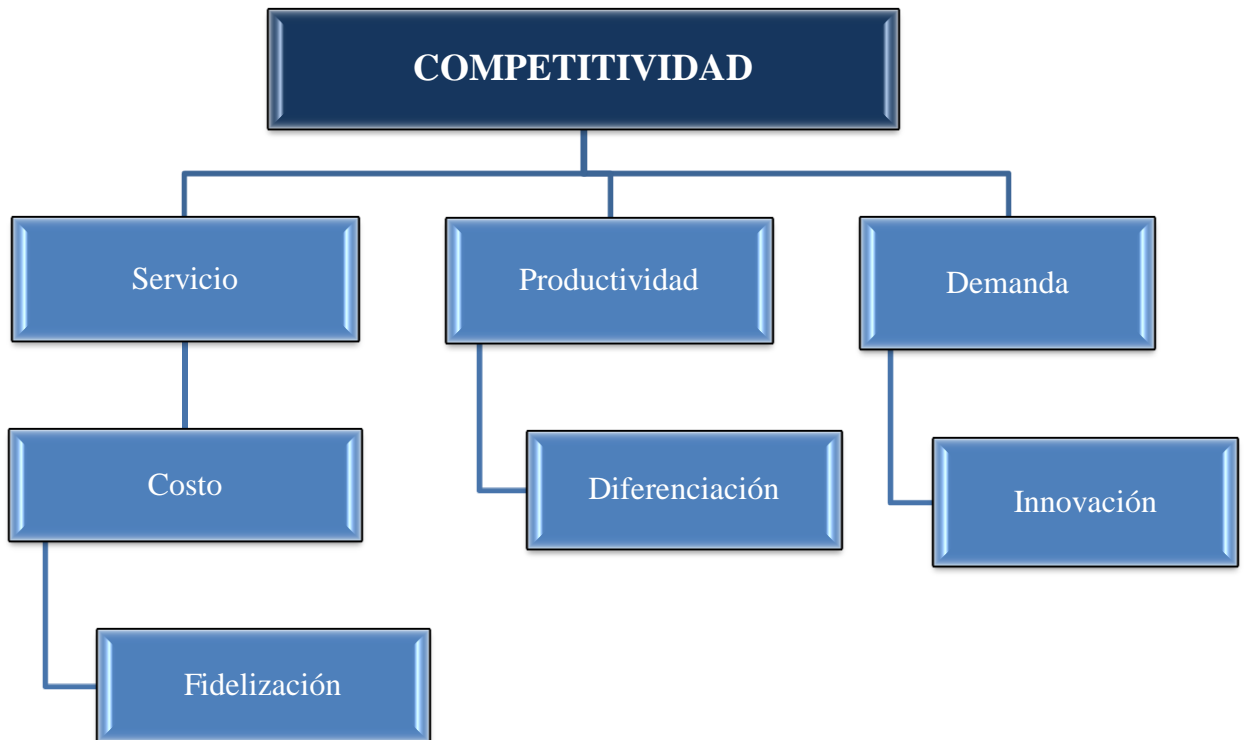 COMPETITIVIDAD
Servicio
Productividad
Demanda
Costo
Diferenciación
Innovación
Fidelización